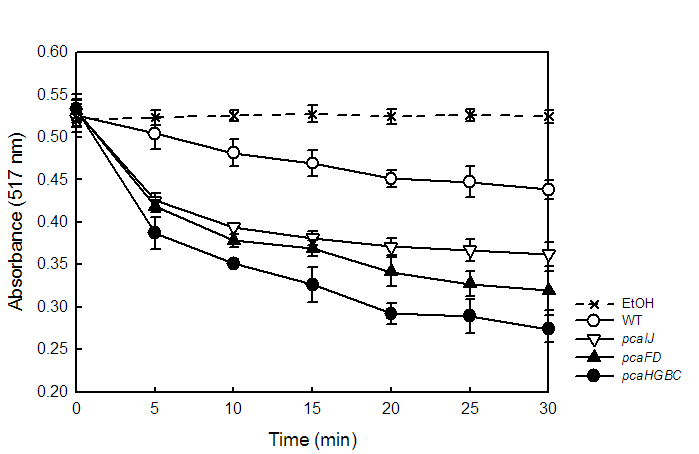 0.60
0.55
0.50
0.45
0.40
0.35
0.30
0.25
0.20
Absorbance (517 nm)
0 5 10 15 20 25 30
Time (min)
EtOH
WT
pcaIJ
pcaFD
pcaHGBC